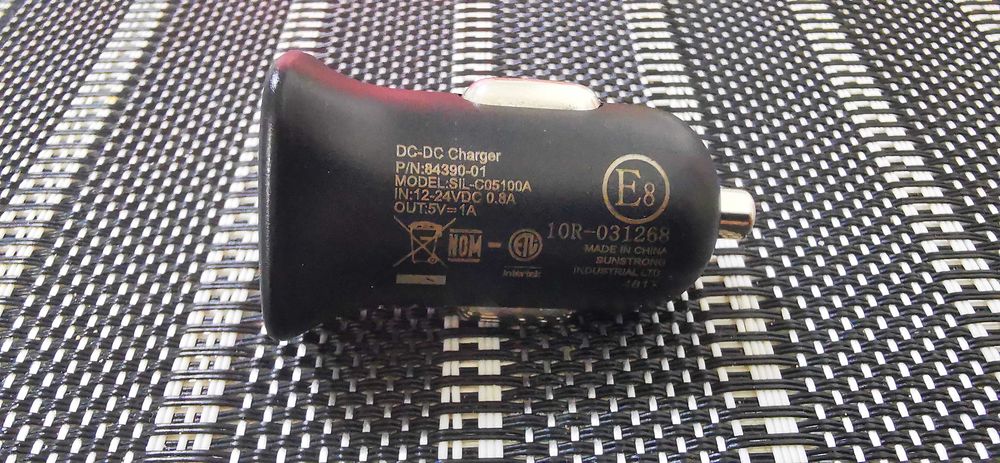 DC-DC Charger
P/N:84390-01
MODEL:SIL-C05100A
IN:12-24VDC 0.8A
OUT:5V⎓1A
NOM
ETL
Intertek
E8
10R-031268
MADE IN CHINA
SUNSTRONG
INDUSTRIAL LTD